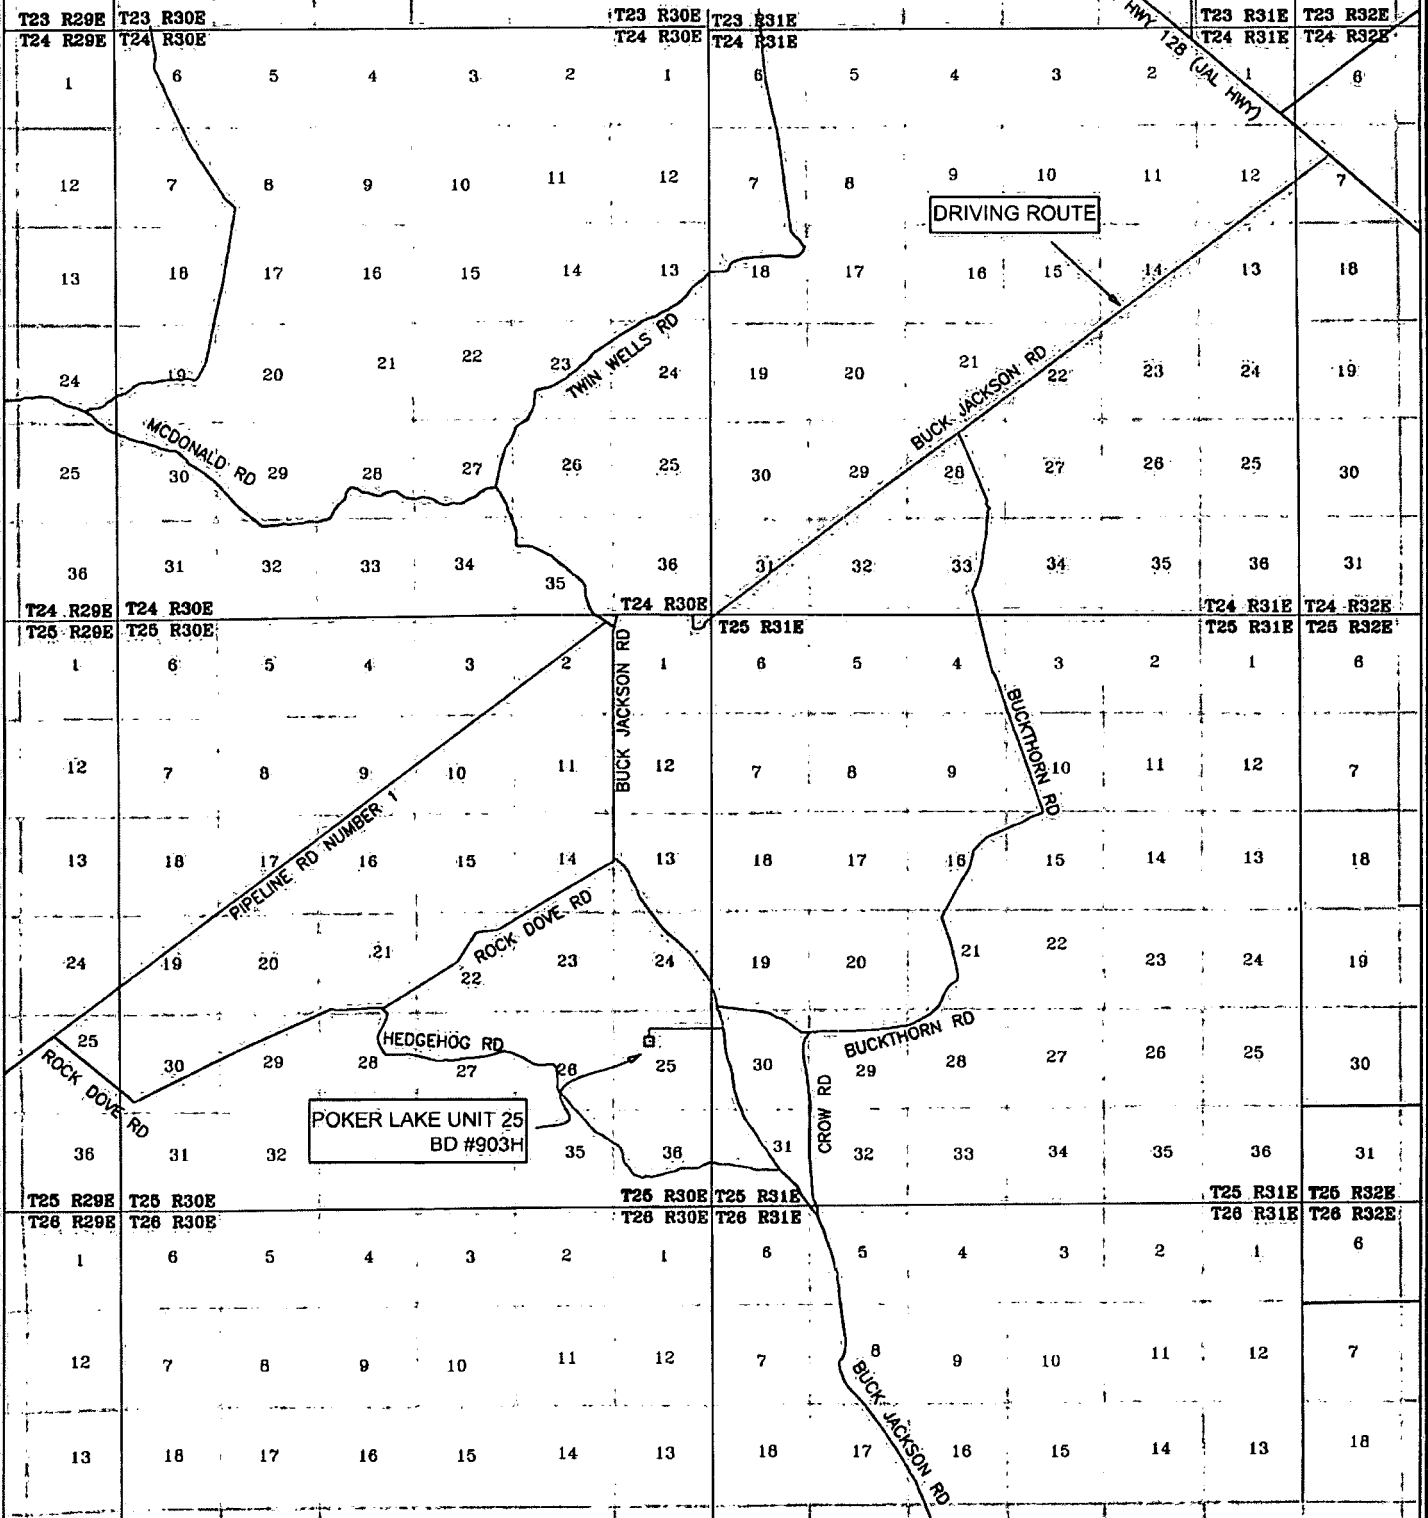 T23 R29E T23 R30E T23 R30E T23 R31E T23 R31E T23 R32E
T24 R29E T24 R30E T24 R30E T24 R31E T24 R31E T24 R32E
HWY 128 (JAL HWY)
1 6 5 4 3 2 1 6 5 4 3 2 1 6
12 7 8 9 10 11 12 7 8 9 10 11 12 7
DRIVING ROUTE
13 18 17 16 15 14 13 18 17 16 15 14 13 18
TWIN WELLS RD
24 19 20 21 22 23 24 19 20 21 22 23 24 19
BUCK JACKSON RD
MCDONALD RD
25 30 29 28 27 26 25 30 29 28 27 26 25 30
36 31 32 33 34 35 36 31 32 33 34 35 36 31
T24 R29E T24 R30E T24 R30E T24 R31E T24 R32E
T25 R29E T25 R30E T25 R31E T25 R31E T25 R32E
1 6 5 4 3 2 1 6 5 4 3 2 1 6
BUCK JACKSON RD
BUCKTHORN RD
12 7 8 9 10 11 12 7 8 9 10 11 12 7
PIPELINE RD NUMBER 1
13 18 17 16 15 14 13 18 17 16 15 14 13 18
ROCK DOVE RD
24 19 20 21 22 23 24 19 20 21 22 23 24 19
HEDGEHOG RD
BUCKTHORN RD
25 30 29 28 27 26 25 30 29 28 27 26 25 30
ROCK DOVE RD
CROW RD
POKER LAKE UNIT 25
BD #903H
36 31 32 35 36 31 32 33 34 35 36 31
T25 R29E T25 R30E T25 R30E T25 R31E T25 R31E T25 R32E
T26 R29E T26 R30E T26 R30E T26 R31E T26 R31E T26 R32E
1 6 5 4 3 2 1 6 5 4 3 2 1 6
12 7 8 9 10 11 12 7 8 9 10 11 12 7
BUCK JACKSON RD
13 18 17 16 15 14 13 18 17 16 15 14 13 18